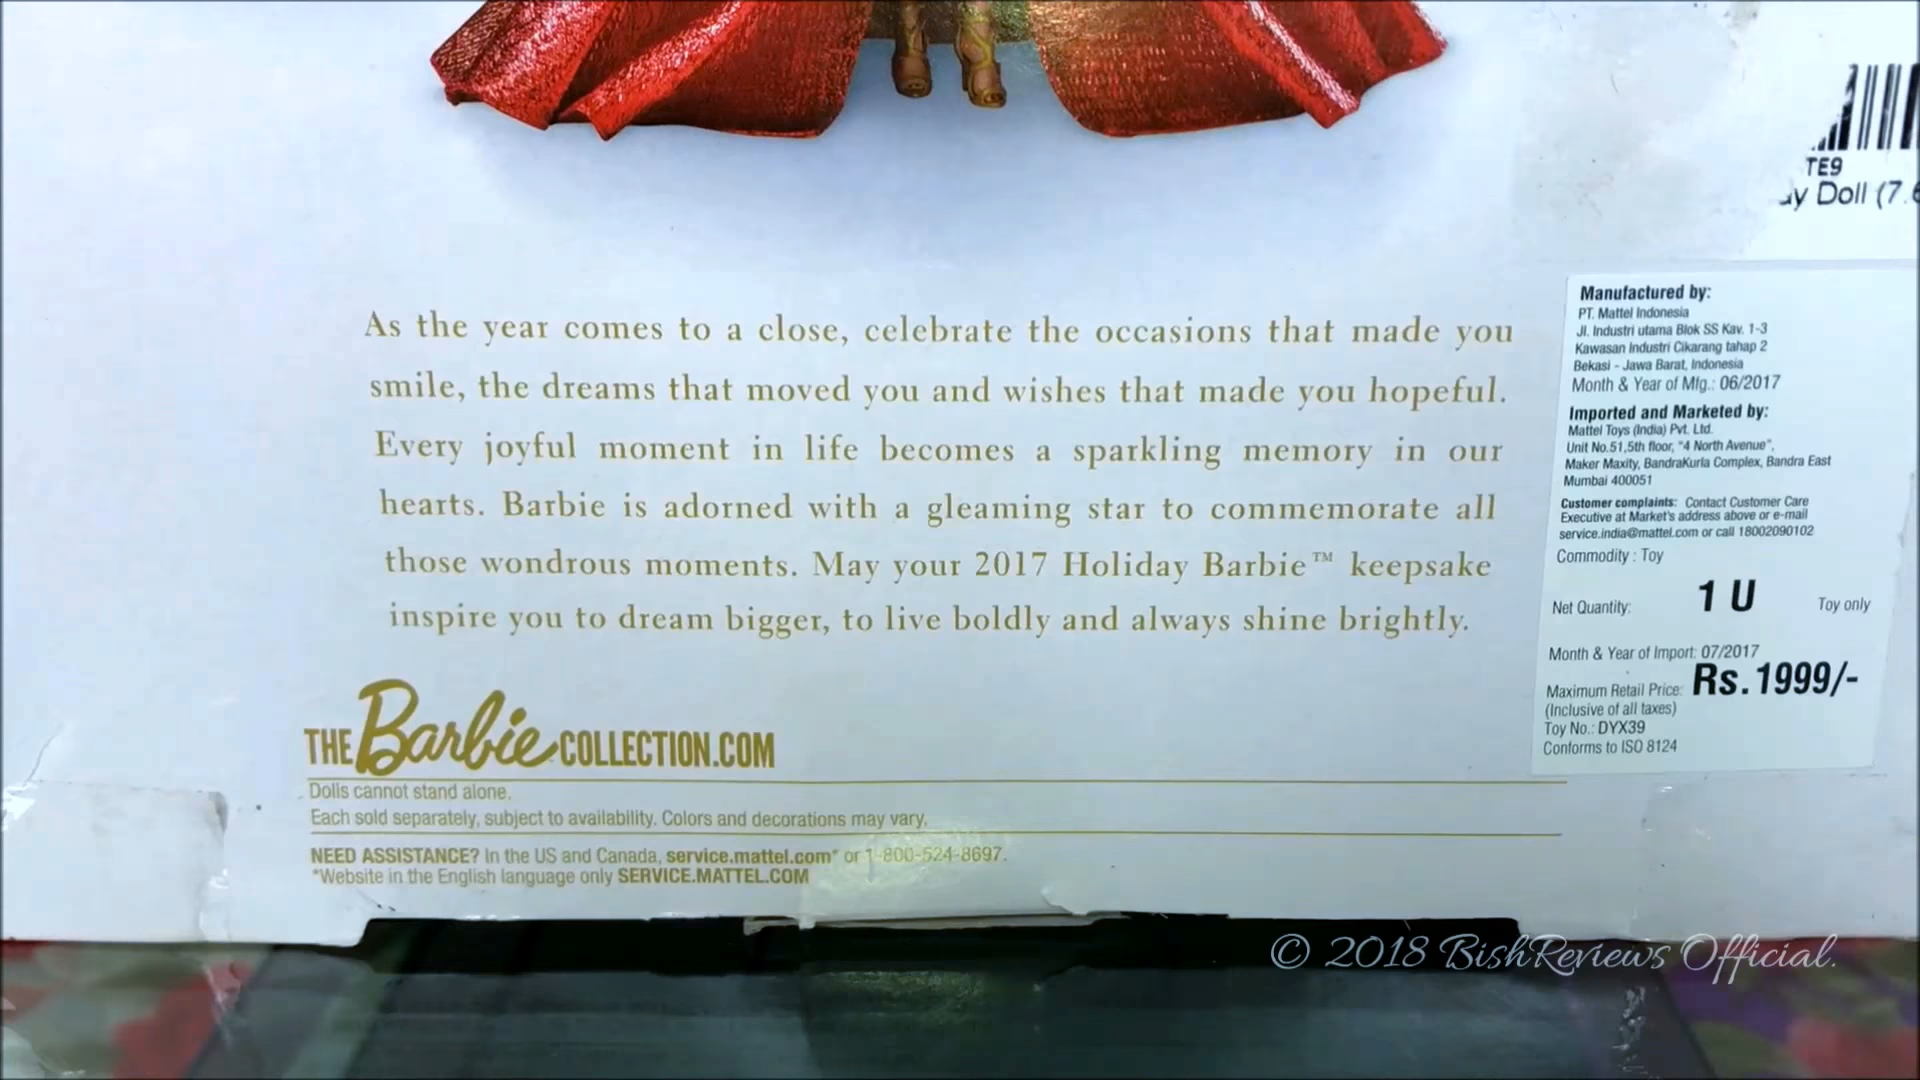 As the year comes to a close, celebrate the occasions that made you
smile, the dreams that moved you and wishes that made you hopeful.
Every joyful moment in life becomes a sparkling memory in our
hearts. Barbie is adorned with a gleaming star to commemorate all
those wondrous moments. May your 2017 Holiday Barbie™ keepsake
inspire you to dream bigger, to live boldly and always shine brightly.
THE Barbie COLLECTION.COM
Dolls cannot stand alone.
Each sold separately, subject to availability. Colors and decorations may vary.
NEED ASSISTANCE? In the US and Canada, service.mattel.com* or 1-800-524-8697.
*Website in the English language only SERVICE.MATTEL.COM
TE9
Doll (7.
Manufactured by:
PT. Mattel Indonesia
Jl. Industri utama Blok SS Kav. 1-3
Kawasan Industri Cikarang tahap 2
Bekasi - Jawa Barat, Indonesia
Month & Year of Mfg.: 06/2017
Imported and Marketed by:
Mattel Toys (India) Pvt. Ltd.
Unit No.51,5th floor, "4 North Avenue",
Maker Maxity, BandraKurla Complex, Bandra East
Mumbai 400051
Customer complaints: Contact Customer Care
Executive at Market's address above or e-mail
service.india@mattel.com or call 18002090102
Commodity : Toy
Net Quantity: 1 U Toy only
Month & Year of Import: 07/2017
Maximum Retail Price: Rs.1999/-
(Inclusive of all taxes)
Toy No.: DYX39
Conforms to ISO 8124
© 2018 BishReviews Official.